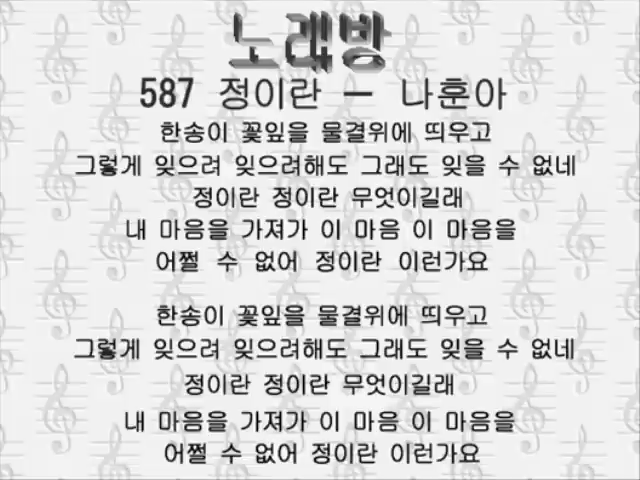 노래방
587 정이란 - 나훈아
한송이 꽃잎을 물결위에 띄우고
그렇게 잊으려 잊으려해도 그래도 잊을 수 없네
정이란 정이란 무엇이길래
내 마음을 가져가 이 마음 이 마음을
어쩔 수 없어 정이란 이런가요
한송이 꽃잎을 물결위에 띄우고
그렇게 잊으려 잊으려해도 그래도 잊을 수 없네
정이란 정이란 무엇이길래
내 마음을 가져가 이 마음 이 마음을
어쩔 수 없어 정이란 이런가요